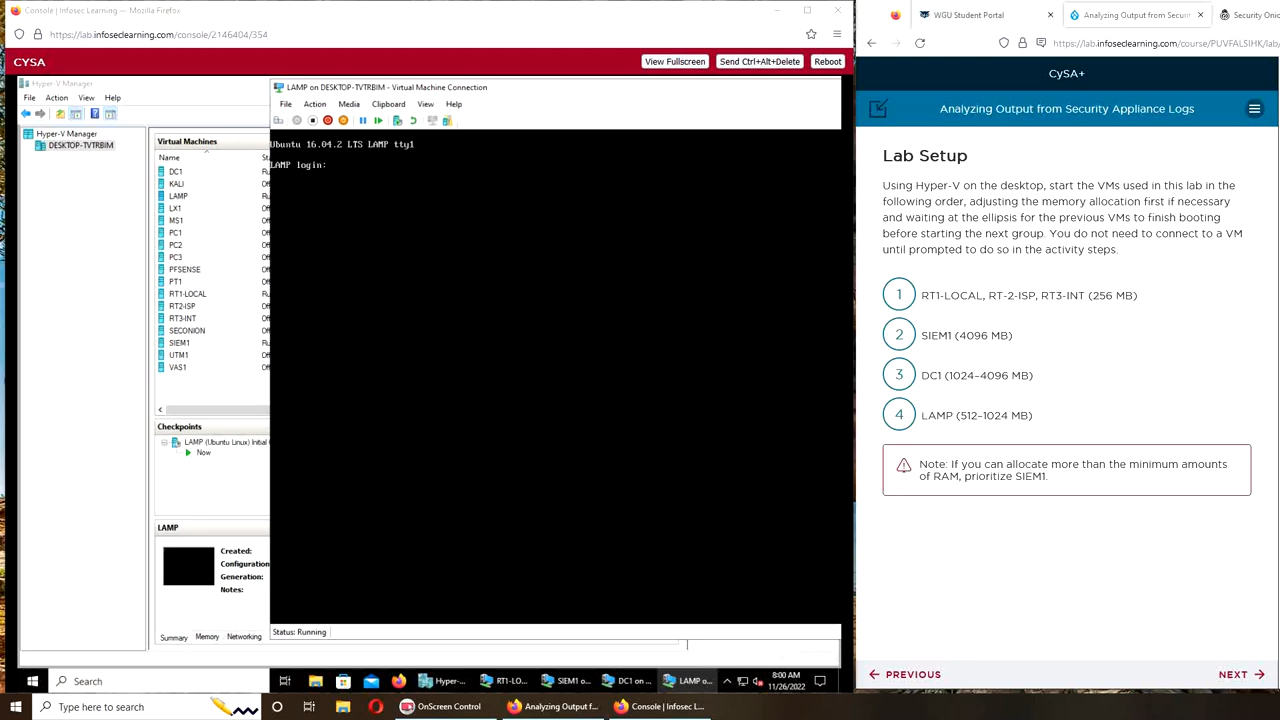 Console | Infosec Learning — Mozilla Firefox
https://lab.infoseclearning.com/console/2146404/354
CYSA
View Fullscreen
Send Ctrl+Alt+Delete
Reboot
Hyper-V Manager
File Action View Help
Hyper-V Manager
DESKTOP-TVTRBIM
Virtual Machines
Name
DC1
KALI
LAMP
LX1
MS1
PC1
PC2
PC3
PFSENSE
PT1
RT1-LOCAL
RT2-ISP
RT3-INT
SECONION
SIEM1
UTM1
VAS1
Checkpoints
LAMP (Ubuntu Linux) Initial
Now
LAMP
Created:
Configuration
Generation:
Notes:
Summary Memory Networking
LAMP on DESKTOP-TVTRBIM - Virtual Machine Connection
File Action Media Clipboard View Help
Ubuntu 16.04.2 LTS LAMP tty1
LAMP login:
Status: Running
Search
Hyper-...
RT1-LO...
SIEM1 o...
DC1 on ...
LAMP o...
8:00 AM
11/26/2022
WGU Student Portal
Analyzing Output from Secur
Security Onio
https://lab.infoseclearning.com/course/PUVFALSIHK/lab
CySA+
Analyzing Output from Security Appliance Logs
Lab Setup
Using Hyper-V on the desktop, start the VMs used in this lab in the
following order, adjusting the memory allocation first if necessary
and waiting at the ellipsis for the previous VMs to finish booting
before starting the next group. You do not need to connect to a VM
until prompted to do so in the activity steps.
1 RT1-LOCAL, RT-2-ISP, RT3-INT (256 MB)
2 SIEM1 (4096 MB)
3 DC1 (1024–4096 MB)
4 LAMP (512–1024 MB)
Note: If you can allocate more than the minimum amounts
of RAM, prioritize SIEM1.
PREVIOUS
NEXT
Type here to search
OnScreen Control
Analyzing Output f...
Console | Infosec L...